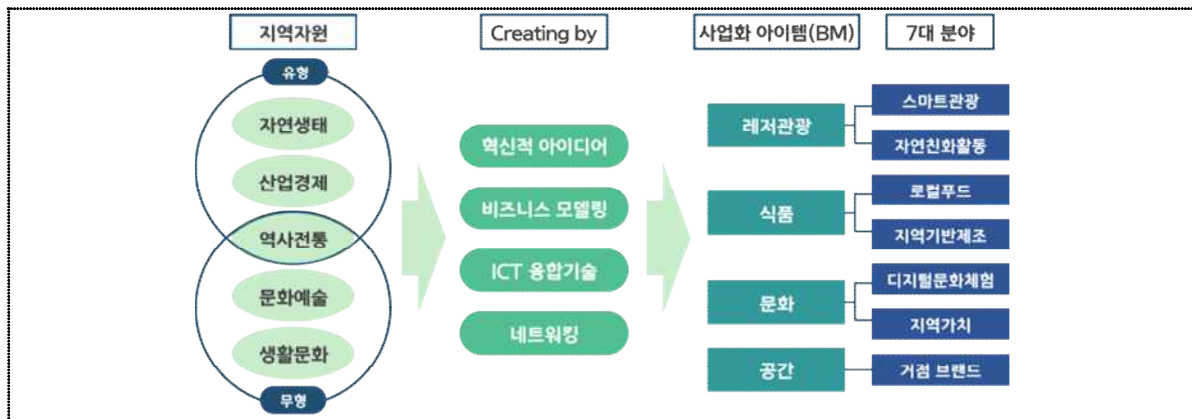 지역자원
유형
자연생태
산업경제
역사전통
문화예술
생활문화
무형
Creating by
혁신적 아이디어
비즈니스 모델링
ICT 융합기술
네트워킹
사업화 아이템(BM)
레저관광
식품
문화
공간
7대 분야
스마트관광
자연친화활동
로컬푸드
지역기반제조
디지털문화체험
지역가치
거점 브랜드